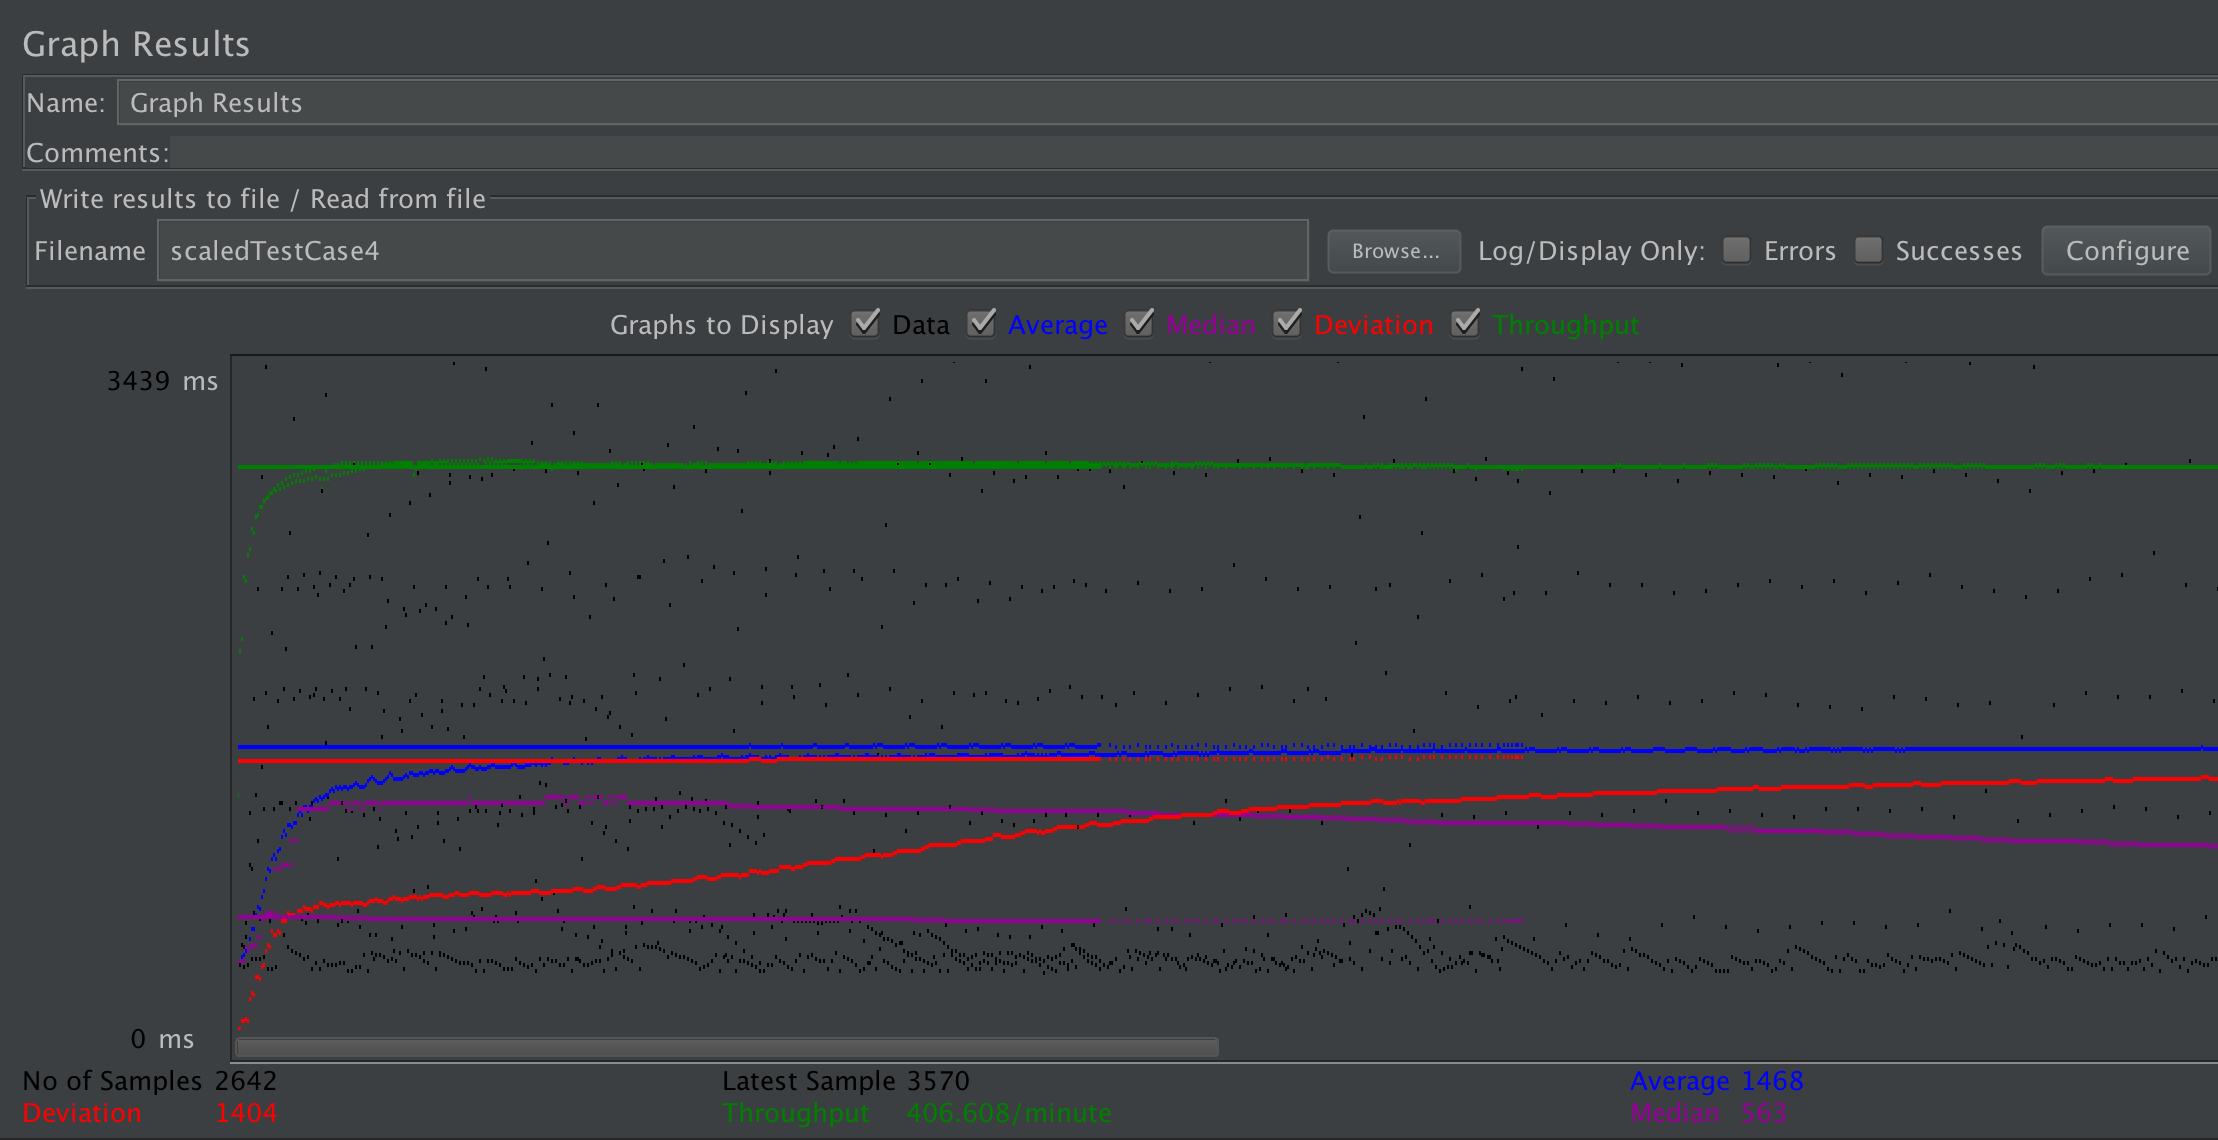 Graph Results
Name: Graph Results
Comments:
Write results to file / Read from file
Filename scaledTestCase4 Browse... Log/Display Only: Errors Successes Configure
Graphs to Display Data Average Median Deviation Throughput
3439 ms
0 ms
No of Samples 2642 Latest Sample 3570 Average 1468
Deviation 1404 Throughput 406.608/minute Median 563